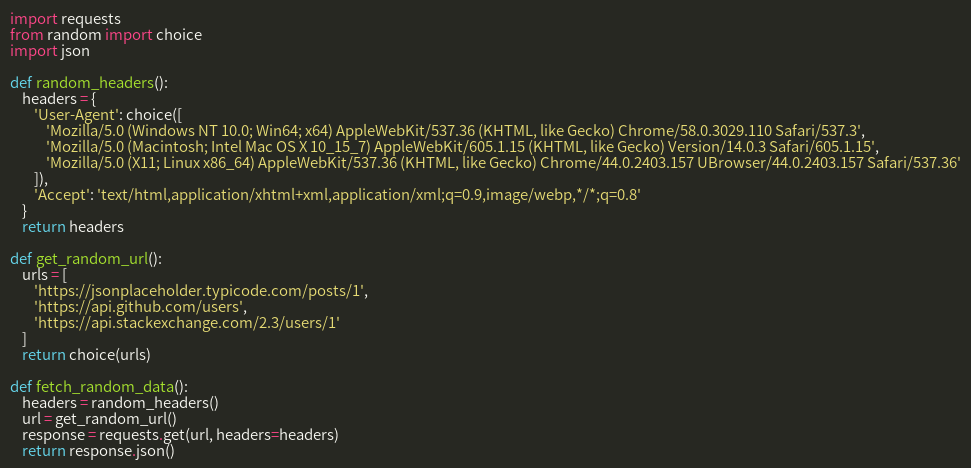 import requests
from random import choice
import json

def random_headers():
    headers = {
        'User-Agent': choice([
            'Mozilla/5.0 (Windows NT 10.0; Win64; x64) AppleWebKit/537.36 (KHTML, like Gecko) Chrome/58.0.3029.110 Safari/537.3',
            'Mozilla/5.0 (Macintosh; Intel Mac OS X 10_15_7) AppleWebKit/605.1.15 (KHTML, like Gecko) Version/14.0.3 Safari/605.1.15',
            'Mozilla/5.0 (X11; Linux x86_64) AppleWebKit/537.36 (KHTML, like Gecko) Chrome/44.0.2403.157 UBrowser/44.0.2403.157 Safari/537.36'
        ]),
        'Accept': 'text/html,application/xhtml+xml,application/xml;q=0.9,image/webp,*/*;q=0.8'
    }
    return headers

def get_random_url():
    urls = [
        'https://jsonplaceholder.typicode.com/posts/1',
        'https://api.github.com/users',
        'https://api.stackexchange.com/2.3/users/1'
    ]
    return choice(urls)

def fetch_random_data():
    headers = random_headers()
    url = get_random_url()
    response = requests.get(url, headers=headers)
    return response.json()